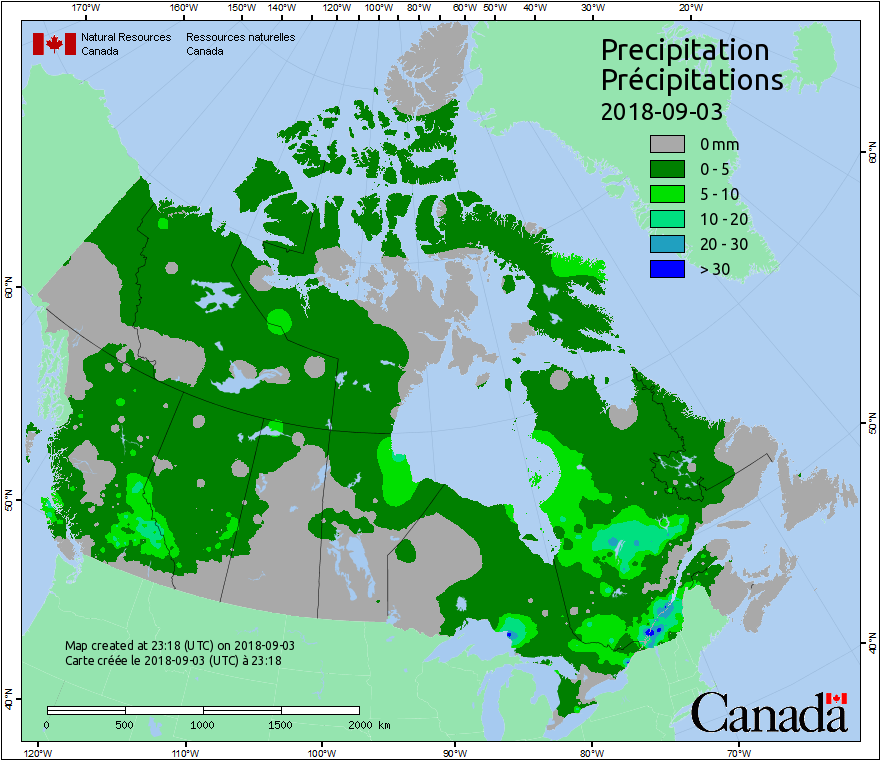 170°W 160°W 150°W 140°W 120°W 110°W 100°W 90°W 80°W 60°W 50°W 40°W 30°W 20°W
Natural Resources Ressources naturelles
Canada Canada
Precipitation
Précipitations
2018-09-03
0 mm
0 - 5
5 - 10
10 - 20
20 - 30
> 30
60°N 60°N
50°N 50°N
40°N 40°N
Map created at 23:18 (UTC) on 2018-09-03
Carte créée le 2018-09-03 (UTC) à 23:18
0 500 1000 1500 2000 km
Canada
120°W 110°W 100°W 90°W 80°W 70°W